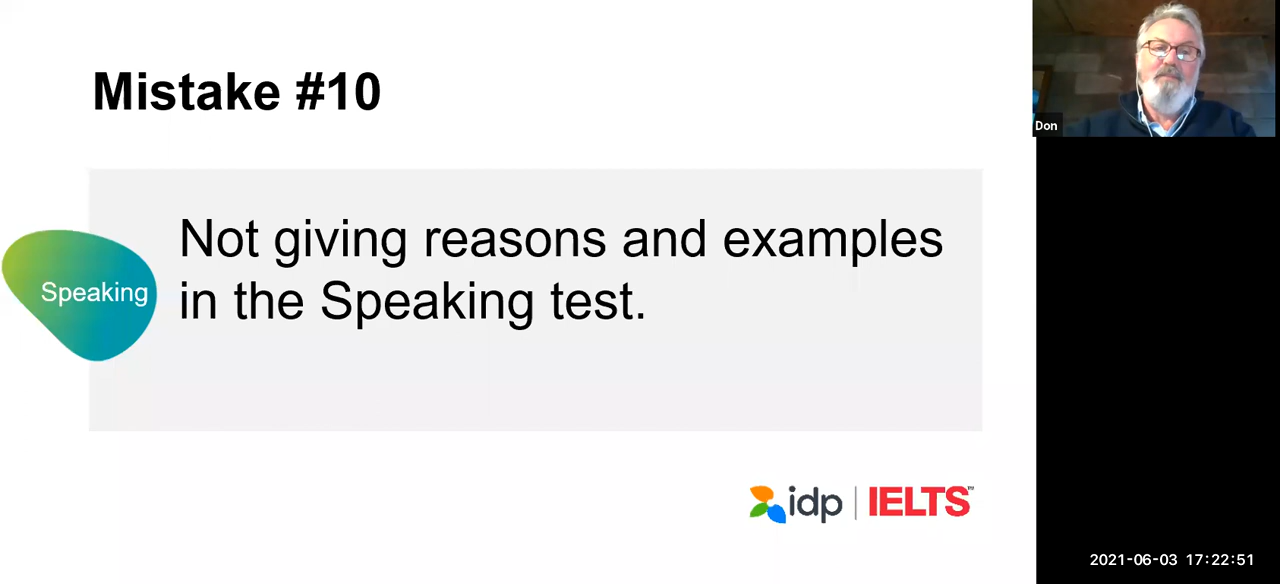 Mistake #10
Don
Not giving reasons and examples
in the Speaking test.
Speaking
idp | IELTS™
2021-06-03 17:22:51